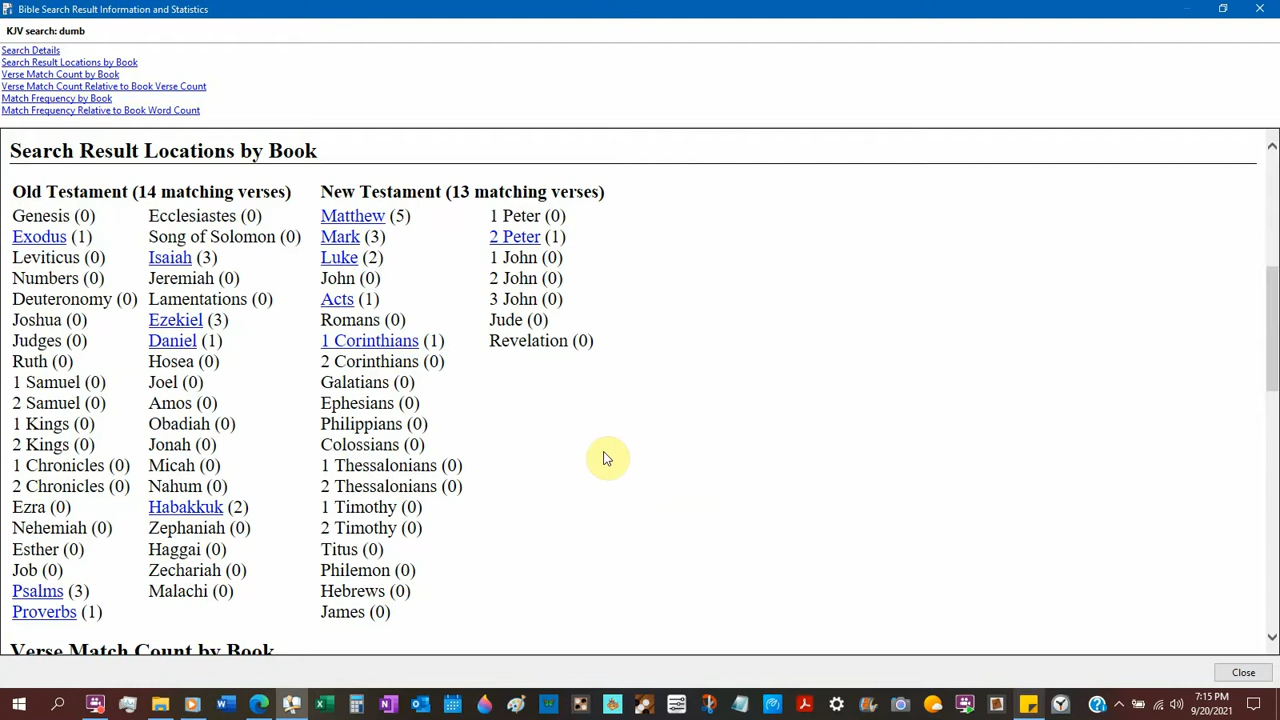 Bible Search Result Information and Statistics
KJV search: dumb
Search Details
Search Result Locations by Book
Verse Match Count by Book
Verse Match Count Relative to Book Verse Count
Match Frequency by Book
Match Frequency Relative to Book Word Count
Search Result Locations by Book
Old Testament (14 matching verses)
Genesis (0)
Exodus (1)
Leviticus (0)
Numbers (0)
Deuteronomy (0)
Joshua (0)
Judges (0)
Ruth (0)
1 Samuel (0)
2 Samuel (0)
1 Kings (0)
2 Kings (0)
1 Chronicles (0)
2 Chronicles (0)
Ezra (0)
Nehemiah (0)
Esther (0)
Job (0)
Psalms (3)
Proverbs (1)
Ecclesiastes (0)
Song of Solomon (0)
Isaiah (3)
Jeremiah (0)
Lamentations (0)
Ezekiel (3)
Daniel (1)
Hosea (0)
Joel (0)
Amos (0)
Obadiah (0)
Jonah (0)
Micah (0)
Nahum (0)
Habakkuk (2)
Zephaniah (0)
Haggai (0)
Zechariah (0)
Malachi (0)
New Testament (13 matching verses)
Matthew (5)
Mark (3)
Luke (2)
John (0)
Acts (1)
Romans (0)
1 Corinthians (1)
2 Corinthians (0)
Galatians (0)
Ephesians (0)
Philippians (0)
Colossians (0)
1 Thessalonians (0)
2 Thessalonians (0)
1 Timothy (0)
2 Timothy (0)
Titus (0)
Philemon (0)
Hebrews (0)
James (0)
1 Peter (0)
2 Peter (1)
1 John (0)
2 John (0)
3 John (0)
Jude (0)
Revelation (0)
Verse Match Count by Book
Close
7:15 PM
9/20/2021